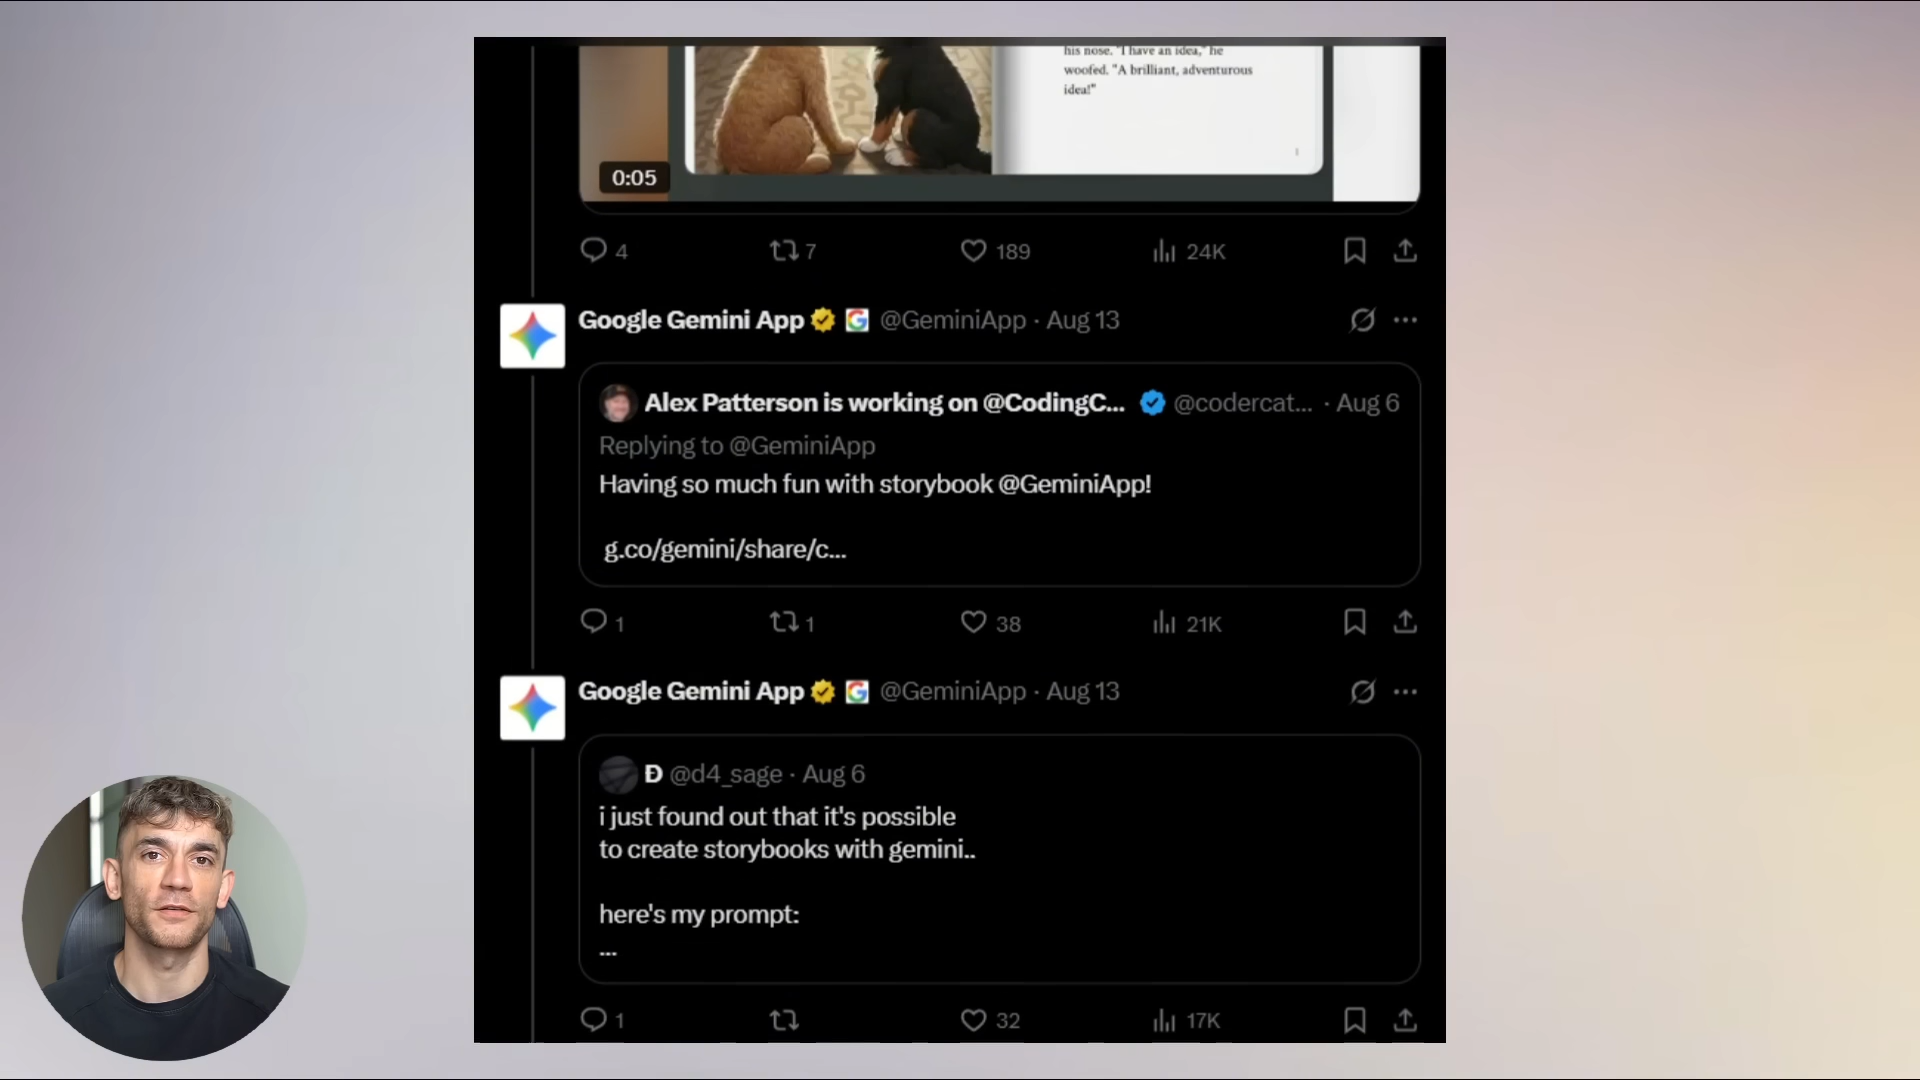 his nose. "I have an idea," he
woofed. "A brilliant, adventurous
idea!"
1
0:05
4 7 189 24K
Google Gemini App @GeminiApp · Aug 13
Alex Patterson is working on @CodingC... @codercat... · Aug 6
Replying to @GeminiApp
Having so much fun with storybook @GeminiApp!
g.co/gemini/share/c...
1 1 38 21K
Google Gemini App @GeminiApp · Aug 13
Đ @d4_sage · Aug 6
i just found out that it's possible
to create storybooks with gemini..
here's my prompt:
...
1 32 17K